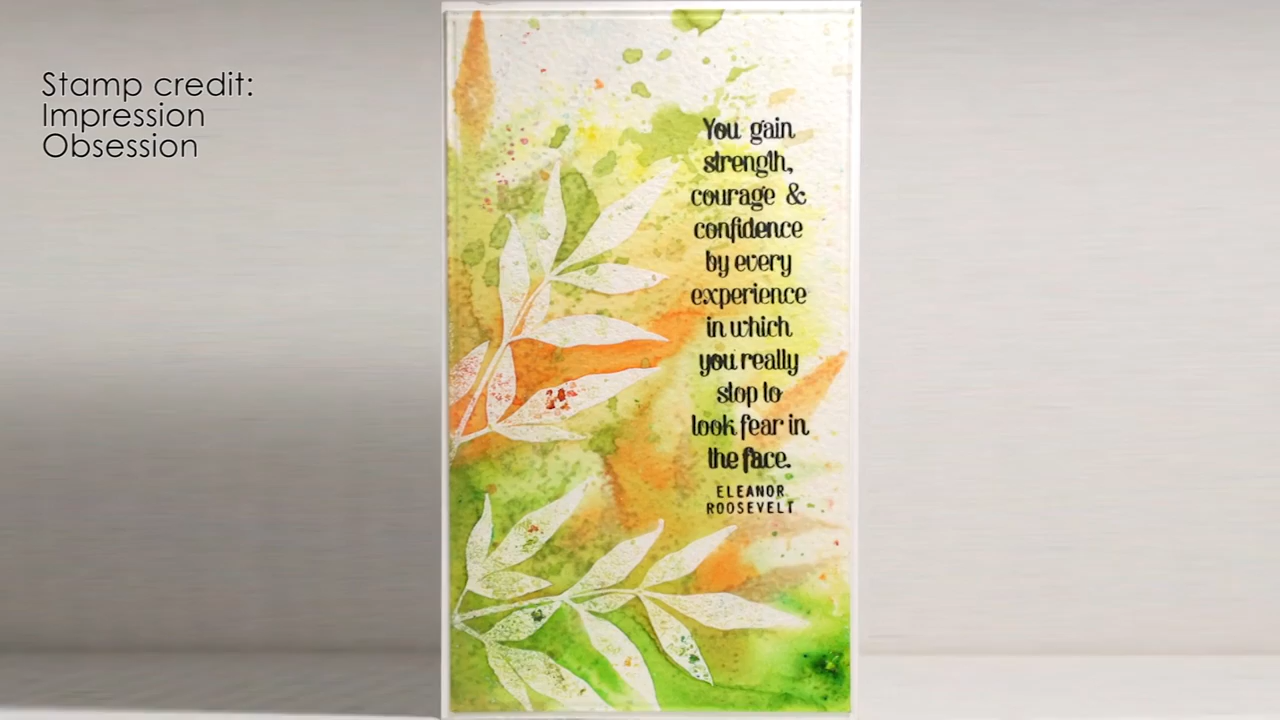 Stamp credit:
Impression
Obsession
You gain
strength,
courage &
confidence
by every
experience
in which
you really
stop to
look fear in
the face.
ELEANOR
ROOSEVELT